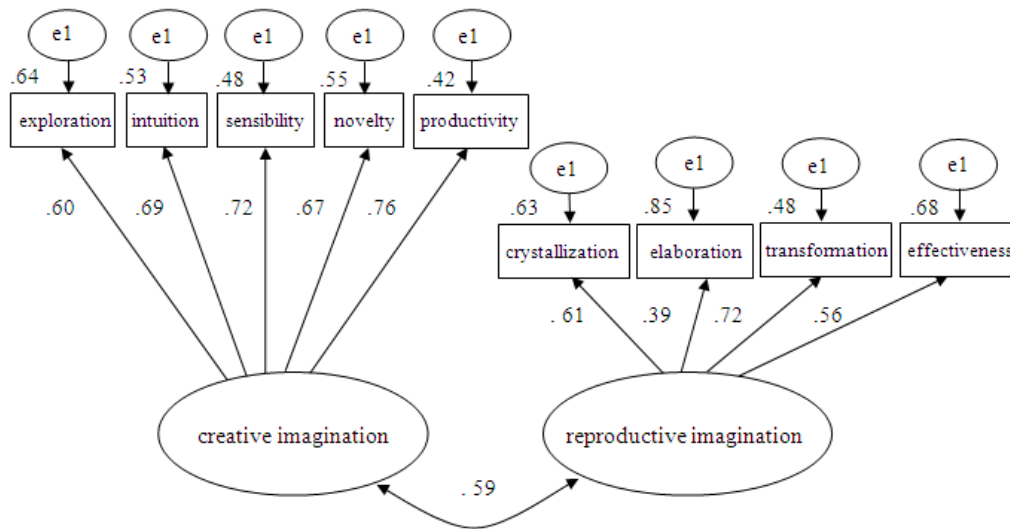 e1 e1 e1 e1 e1
.64 .53 .48 .55 .42
exploration intuition sensibility novelty productivity
e1 e1 e1 e1
.63 .85 .48 .68
crystallization elaboration transformation effectiveness
.60 .69 .72 .67 .76
. 61 .39 .72 .56
creative imagination reproductive imagination
. 59